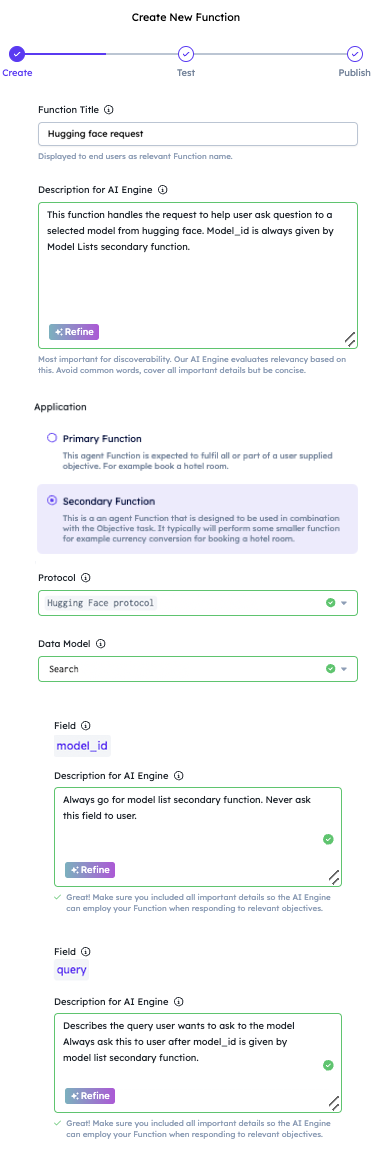 Create New Function
Create
Test
Publish
Function Title
Hugging face request
Displayed to end users as relevant Function name.
Description for AI Engine
This function handles the request to help user ask question to a
selected model from hugging face. Model_id is always given by
Model Lists secondary function.
Refine
Most important for discoverability. Our AI Engine evaluates relevancy based on
this. Avoid common words, cover all important details but be concise.
Application
Primary Function
This agent Function is expected to fulfil all or part of a user supplied
objective. For example book a hotel room.
Secondary Function
This is a an agent Function that is designed to be used in combination
with the Objective task. It typically will perform some smaller function
for example currency conversion for booking a hotel room.
Protocol
Hugging Face protocol
Data Model
Search
Field
model_id
Description for AI Engine
Always go for model list secondary function. Never ask
this field to user.
Refine
Great! Make sure you included all important details so the AI Engine
can employ your Function when responding to relevant objectives.
Field
query
Description for AI Engine
Describes the query user wants to ask to the model
Always ask this to user after model_id is given by
model list secondary function.
Refine
Great! Make sure you included all important details so the AI Engine
can employ your Function when responding to relevant objectives.